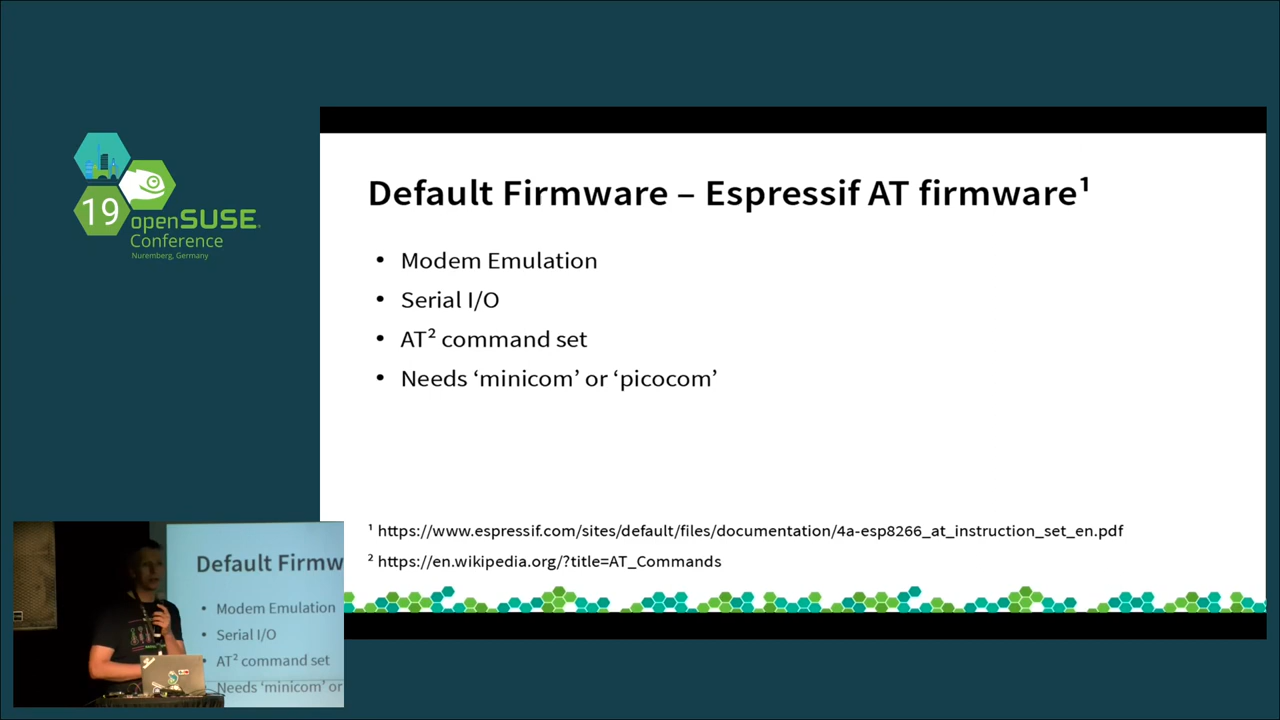 19
openSUSE
Conference
Nuremberg, Germany
Default Firmware – Espressif AT firmware¹
• Modem Emulation
• Serial I/O
• AT² command set
• Needs ‘minicom’ or ‘picocom’
¹ https://www.espressif.com/sites/default/files/documentation/4a-esp8266_at_instruction_set_en.pdf
² https://en.wikipedia.org/?title=AT_Commands
Default Firmw
• Modem Emulation
• Serial I/O
• AT² command set
• Needs ‘minicom’ or